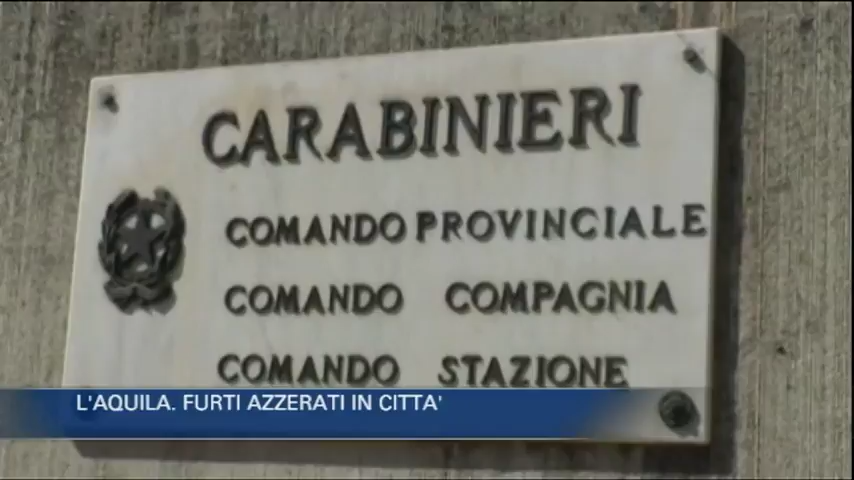 CARABINIERI
COMANDO PROVINCIALE
COMANDO COMPAGNIA
COMANDO STAZIONE
L'AQUILA. FURTI AZZERATI IN CITTA'